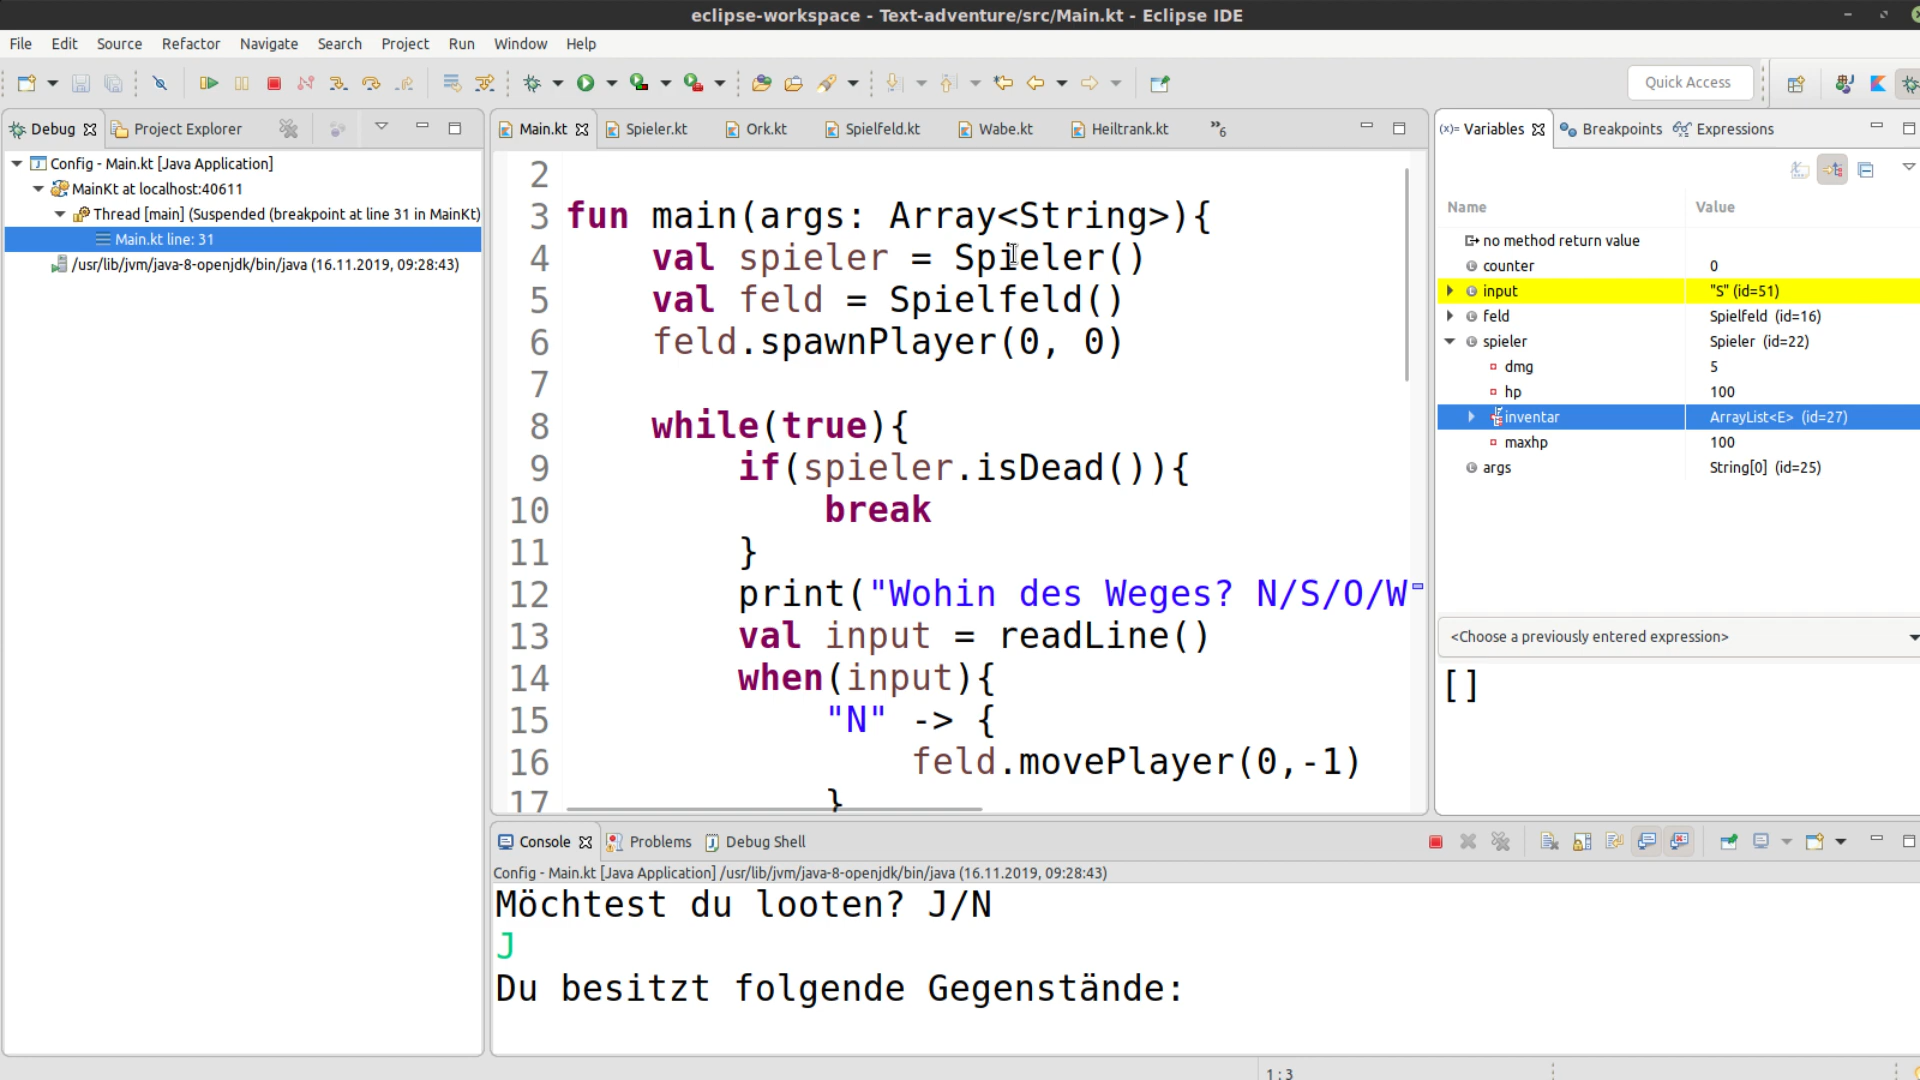 eclipse-workspace - Text-adventure/src/Main.kt - Eclipse IDE
File Edit Source Refactor Navigate Search Project Run Window Help
Quick Access
Debug Project Explorer
Config - Main.kt [Java Application]
MainKt at localhost:40611
Thread [main] (Suspended (breakpoint at line 31 in MainKt)
Main.kt line: 31
/usr/lib/jvm/java-8-openjdk/bin/java (16.11.2019, 09:28:43)
Main.kt Spieler.kt Ork.kt Spielfeld.kt Wabe.kt Heiltrank.kt »6
2
3 fun main(args: Array<String>){
4 val spieler = Spieler()
5 val feld = Spielfeld()
6 feld.spawnPlayer(0, 0)
7
8 while(true){
9 if(spieler.isDead()){
10 break
11 }
12 print("Wohin des Weges? N/S/O/W
13 val input = readLine()
14 when(input){
15 "N" -> {
16 feld.movePlayer(0,-1)
17 }
(x)= Variables Breakpoints Expressions
Name Value
no method return value
counter 0
input "S" (id=51)
feld Spielfeld (id=16)
spieler Spieler (id=22)
dmg 5
hp 100
inventar ArrayList<E> (id=27)
maxhp 100
args String[0] (id=25)
<Choose a previously entered expression>
[]
Console Problems Debug Shell
Config - Main.kt [Java Application] /usr/lib/jvm/java-8-openjdk/bin/java (16.11.2019, 09:28:43)
Möchtest du looten? J/N
J
Du besitzt folgende Gegenstände:
1:3